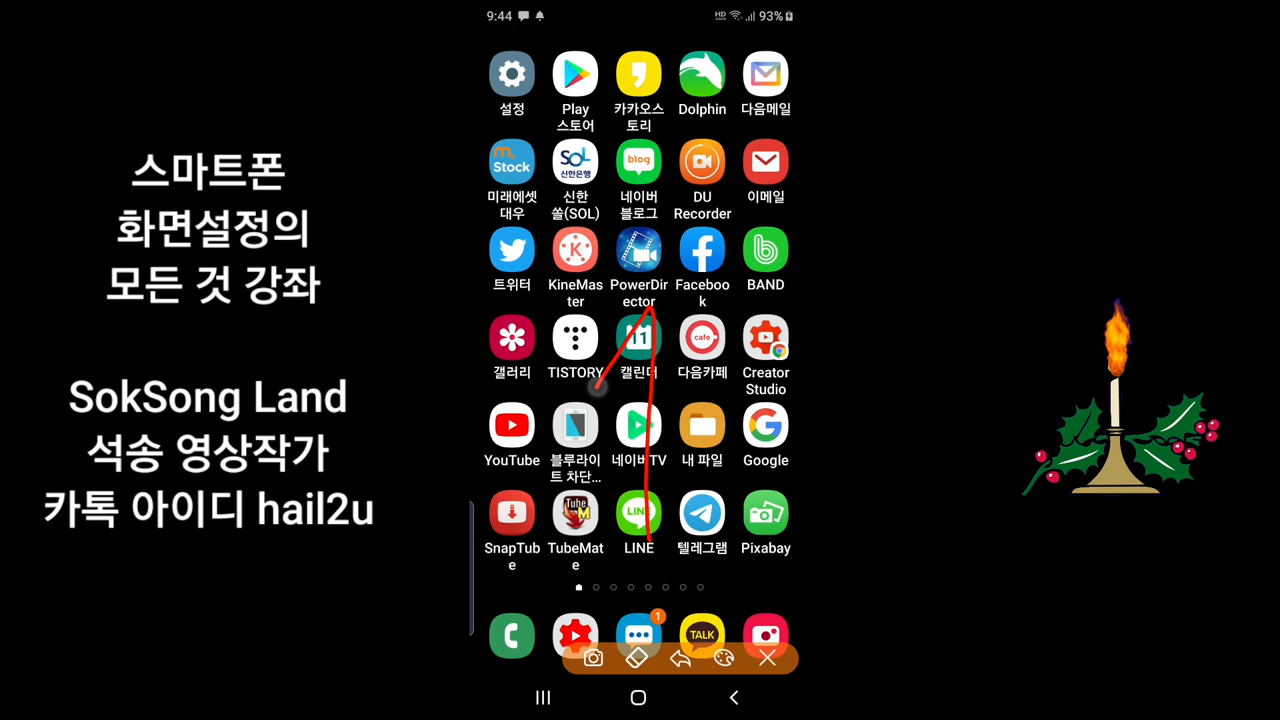 스마트폰
화면설정의
모든 것 강좌
SokSong Land
석송 영상작가
카톡 아이디 hail2u
9:44
HD
VOICE
93%
설정
Play
스토어
카카오스
토리
Dolphin
다음메일
m.
Stock
SOL
신한은행
blog
미래에셋
대우
신한
쏠(SOL)
네이버
블로그
DU
Recorder
이메일
트위터
KineMas
ter
PowerDir
ector
Faceboo
k
BAND
11
cafe
갤러리
TISTORY
캘린더
다음카페
Creator
Studio
YouTube
블루라이
트 차단...
네이버TV
내 파일
Google
Tube
M
LINE
SnapTub
e
TubeMat
e
LINE
텔레그램
Pixabay
1
TALK